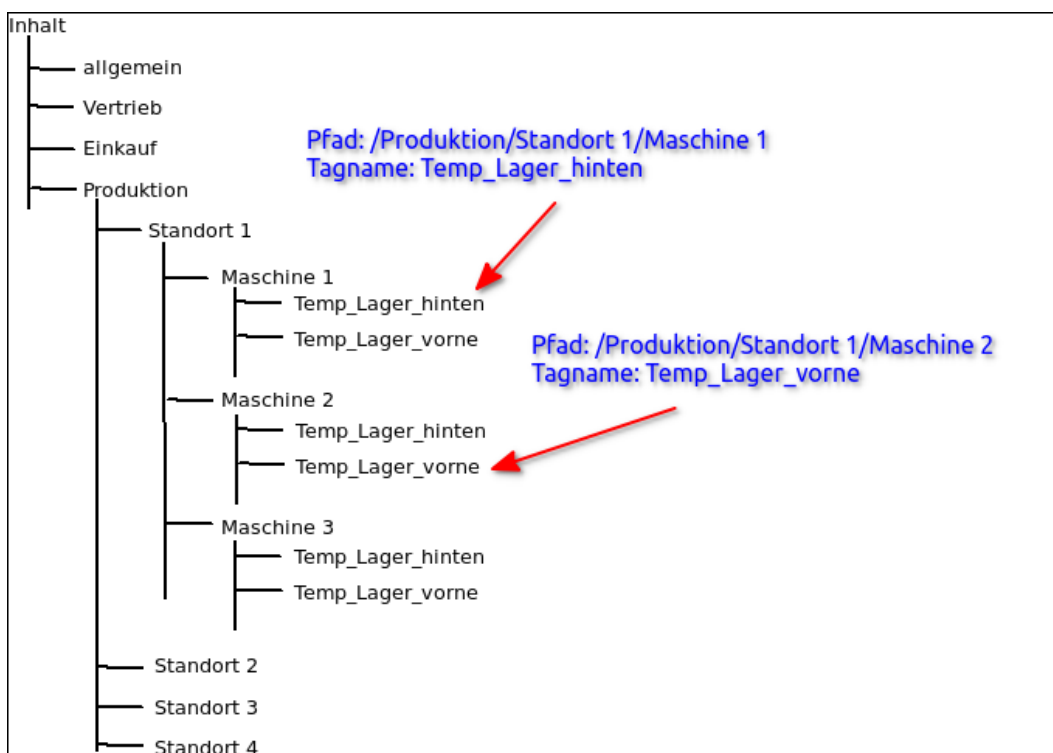 Inhalt
allgemein
Vertrieb
Einkauf
Pfad: /Produktion/Standort 1/Maschine 1
Tagname: Temp_Lager_hinten
Produktion
Standort 1
Maschine 1
Temp_Lager_hinten
Temp_Lager_vorne
Pfad: /Produktion/Standort 1/Maschine 2
Tagname: Temp_Lager_vorne
Maschine 2
Temp_Lager_hinten
Temp_Lager_vorne
Maschine 3
Temp_Lager_hinten
Temp_Lager_vorne
Standort 2
Standort 3
Standort 4